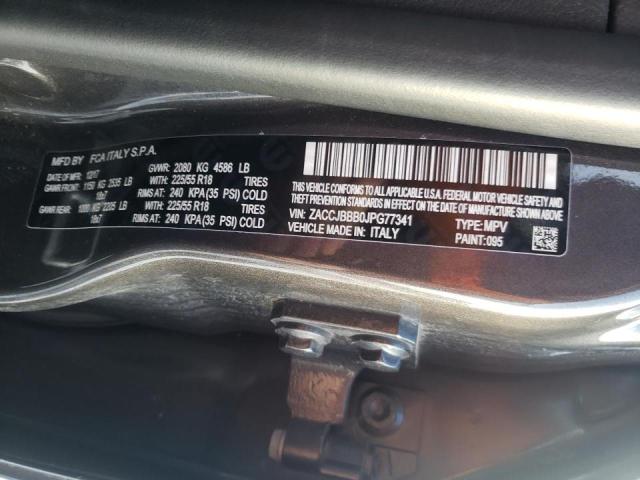 MFD BY FCA ITALY S.P.A.
DATE OF MFR: 12/17 GVWR: 2080 KG 4586 LB
GAWR FRONT: 1150 KG 2535 LB WITH: 225/55 R18
18x7 RIMS AT: 240 KPA(35 PSI) COLD
GAWR REAR: 1000 KG 2205 LB WITH: 225/55 R18
18x7 RIMS AT: 240 KPA(35 PSI) COLD
THIS VEHICLE CONFORMS TO ALL APPLICABLE U.S. FEDERAL MOTOR VEHICLE SAFETY AND
THEFT PREVENTION STANDARDS IN EFFECT ON THE DATE OF MANUFACTURE SHOWN ABOVE.
VIN: ZACCJBBB0JPG77341 TYPE: MPV
VEHICLE MADE IN: ITALY PAINT: 095